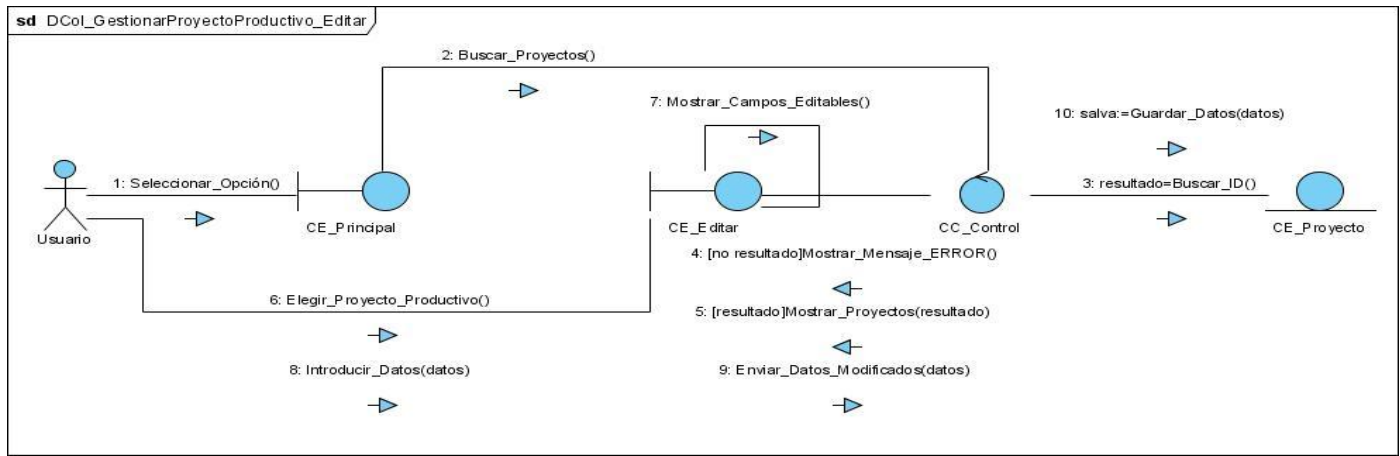 sd DCol_GestionarProyectoProductivo_Editar
2: Buscar_Proyectos()
7: Mostrar_Campos_Editables()
10: salva:=Guardar_Datos(datos)
1: Seleccionar_Opción()
3: resultado=Buscar_ID()
Usuario
CE_Principal
CE_Editar
CC_Control
CE_Proyecto
4: [no resultado]Mostrar_Mensaje_ERROR()
6: Elegir_Proyecto_Productivo()
5: [resultado]Mostrar_Proyectos(resultado)
8: Introducir_Datos(datos)
9: Enviar_Datos_Modificados(datos)